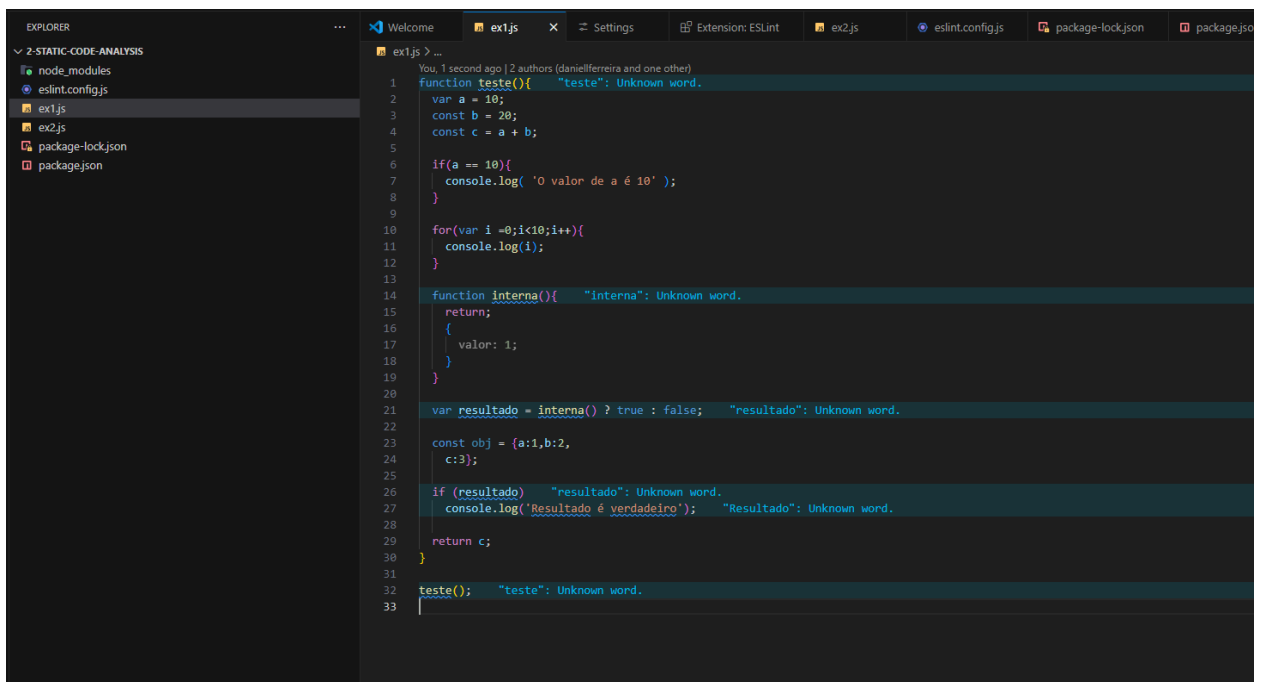 EXPLORER ... Welcome ex1.js × Settings Extension: ESLint ex2.js eslint.config.js package-lock.json package.jso
2-STATIC-CODE-ANALYSIS
node_modules
eslint.config.js
ex1.js
ex2.js
package-lock.json
package.json
ex1.js > ...
You, 1 second ago | 2 authors (daniellferreira and one other)
1 function teste(){ "teste": Unknown word.
2 var a = 10;
3 const b = 20;
4 const c = a + b;
5
6 if(a == 10){
7 console.log( 'O valor de a é 10' );
8 }
9
10 for(var i =0;i<10;i++){
11 console.log(i);
12 }
13
14 function interna(){ "interna": Unknown word.
15 return;
16 {
17 valor: 1;
18 }
19 }
20
21 var resultado = interna() ? true : false; "resultado": Unknown word.
22
23 const obj = {a:1,b:2,
24 c:3};
25
26 if (resultado) "resultado": Unknown word.
27 console.log('Resultado é verdadeiro'); "Resultado": Unknown word.
28
29 return c;
30 }
31
32 teste(); "teste": Unknown word.
33